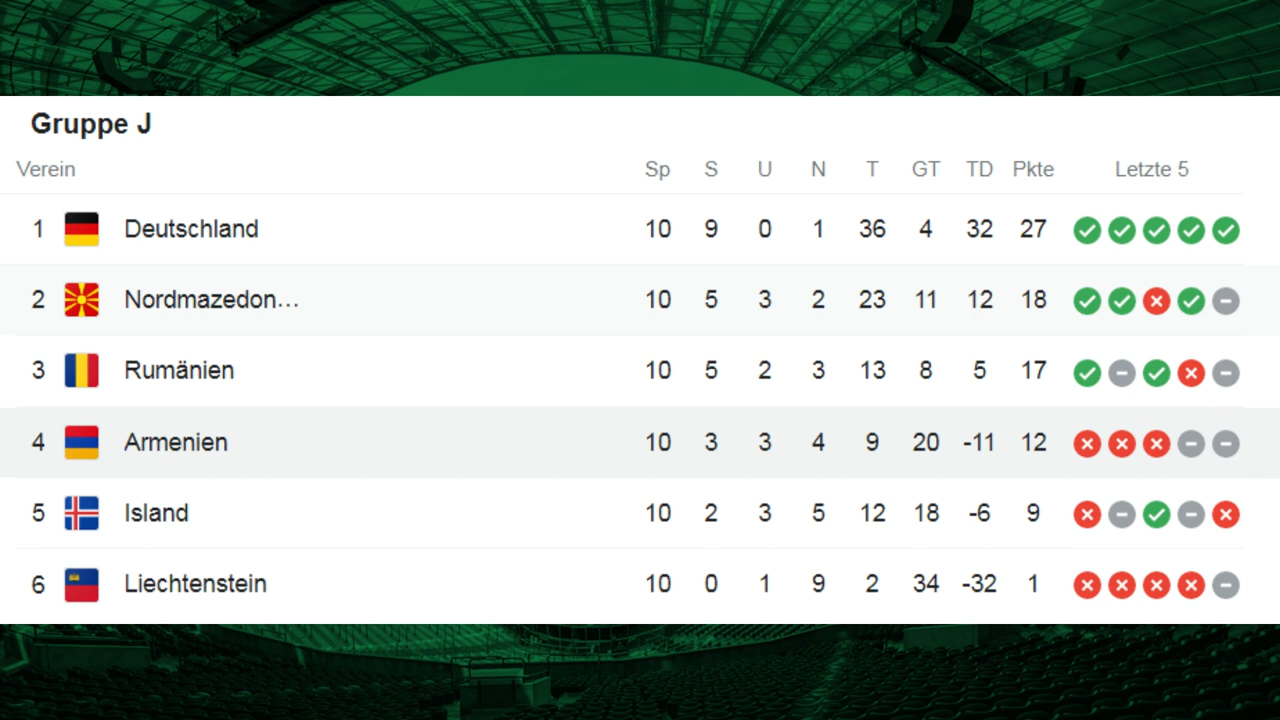 Gruppe J
Verein Sp S U N T GT TD Pkte Letzte 5
1 Deutschland 10 9 0 1 36 4 32 27
2 Nordmazedon… 10 5 3 2 23 11 12 18
3 Rumänien 10 5 2 3 13 8 5 17
4 Armenien 10 3 3 4 9 20 -11 12
5 Island 10 2 3 5 12 18 -6 9
6 Liechtenstein 10 0 1 9 2 34 -32 1